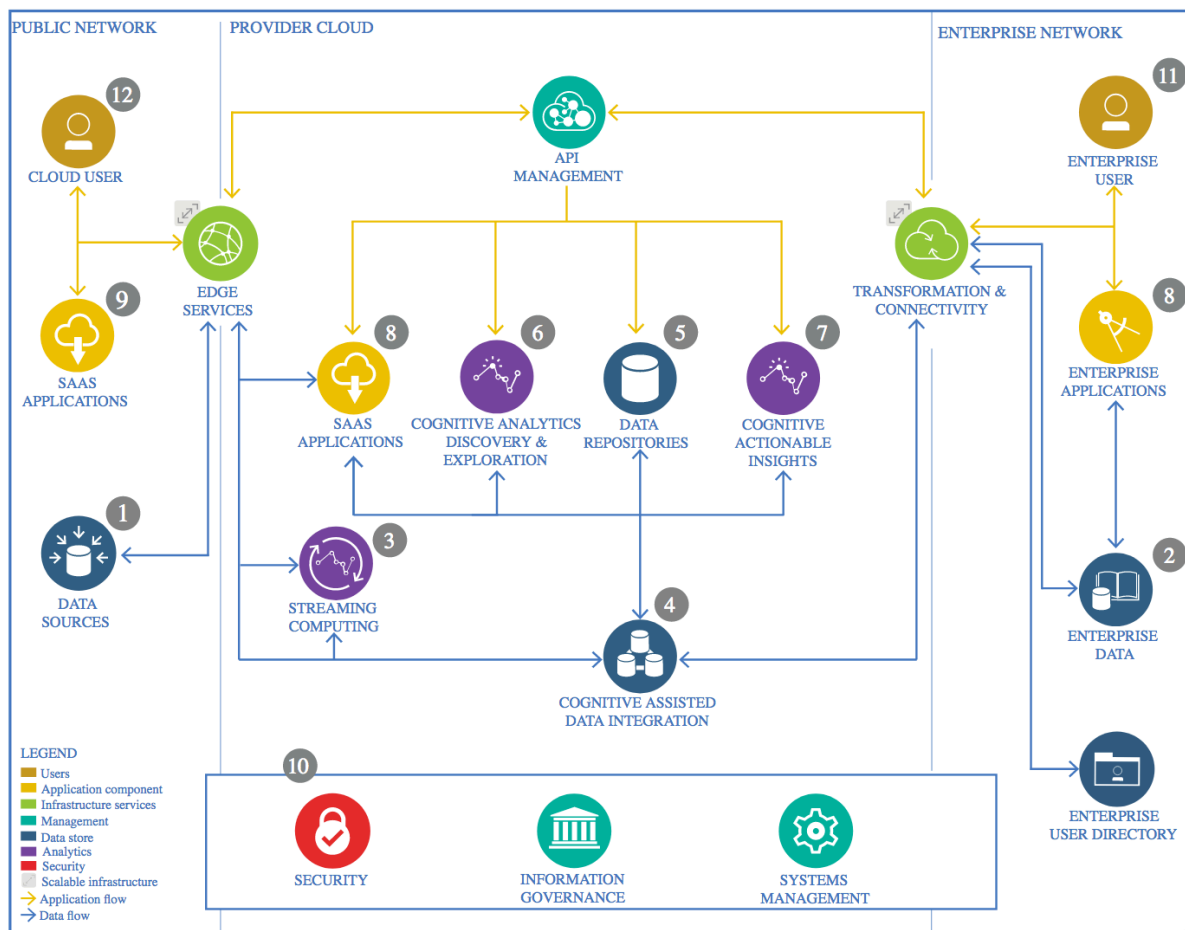 PUBLIC NETWORK
PROVIDER CLOUD
ENTERPRISE NETWORK
12
CLOUD USER
API
MANAGEMENT
11
ENTERPRISE
USER
EDGE
SERVICES
TRANSFORMATION &
CONNECTIVITY
9
SAAS
APPLICATIONS
8
SAAS
APPLICATIONS
6
COGNITIVE ANALYTICS
DISCOVERY &
EXPLORATION
5
DATA
REPOSITORIES
7
COGNITIVE
ACTIONABLE
INSIGHTS
8
ENTERPRISE
APPLICATIONS
1
DATA
SOURCES
3
STREAMING
COMPUTING
4
COGNITIVE ASSISTED
DATA INTEGRATION
2
ENTERPRISE
DATA
ENTERPRISE
USER DIRECTORY
LEGEND
Users
Application component
Infrastructure services
Management
Data store
Analytics
Security
Scalable infrastructure
Application flow
Data flow
10
SECURITY
INFORMATION
GOVERNANCE
SYSTEMS
MANAGEMENT